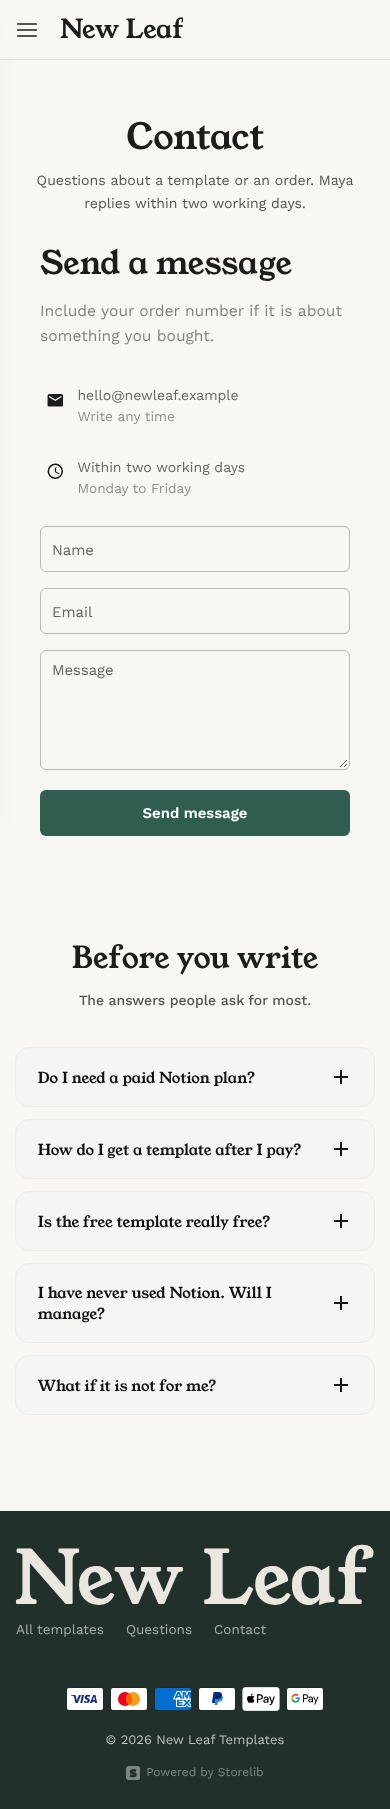 New Leaf
Contact
Questions about a template or an order. Maya
replies within two working days.
Send a message
Include your order number if it is about
something you bought.
hello@newleaf.example
Write any time
Within two working days
Monday to Friday
Name
Email
Message
Send message
Before you write
The answers people ask for most.
Do I need a paid Notion plan?
How do I get a template after I pay?
Is the free template really free?
I have never used Notion. Will I
manage?
What if it is not for me?
New Leaf
All templates Questions Contact
VISA AMEX Pay G Pay
© 2026 New Leaf Templates
S Powered by Storelib